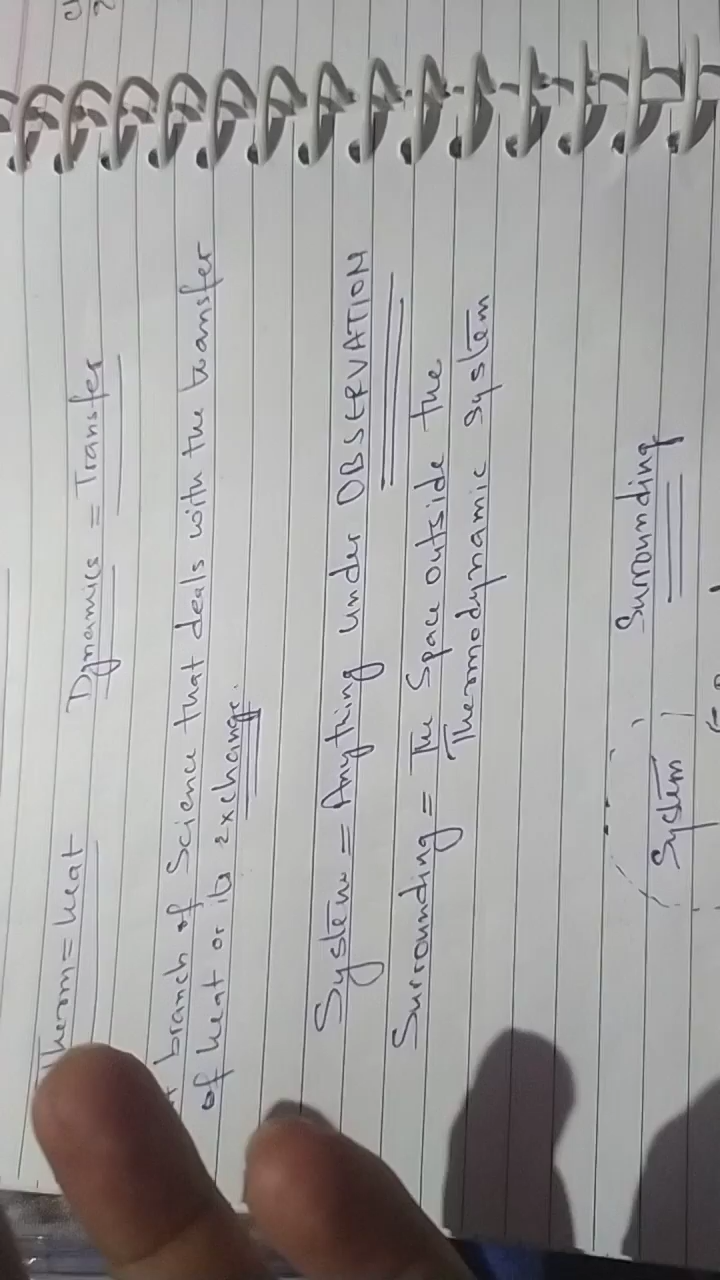 Therm = heat Dynamics = Transfer
branch of Science that deals with the transfer
of heat or its exchange.
System = Anything under OBSERVATION
Surrounding = The Space outside the
Thermodynamic System
System Surrounding